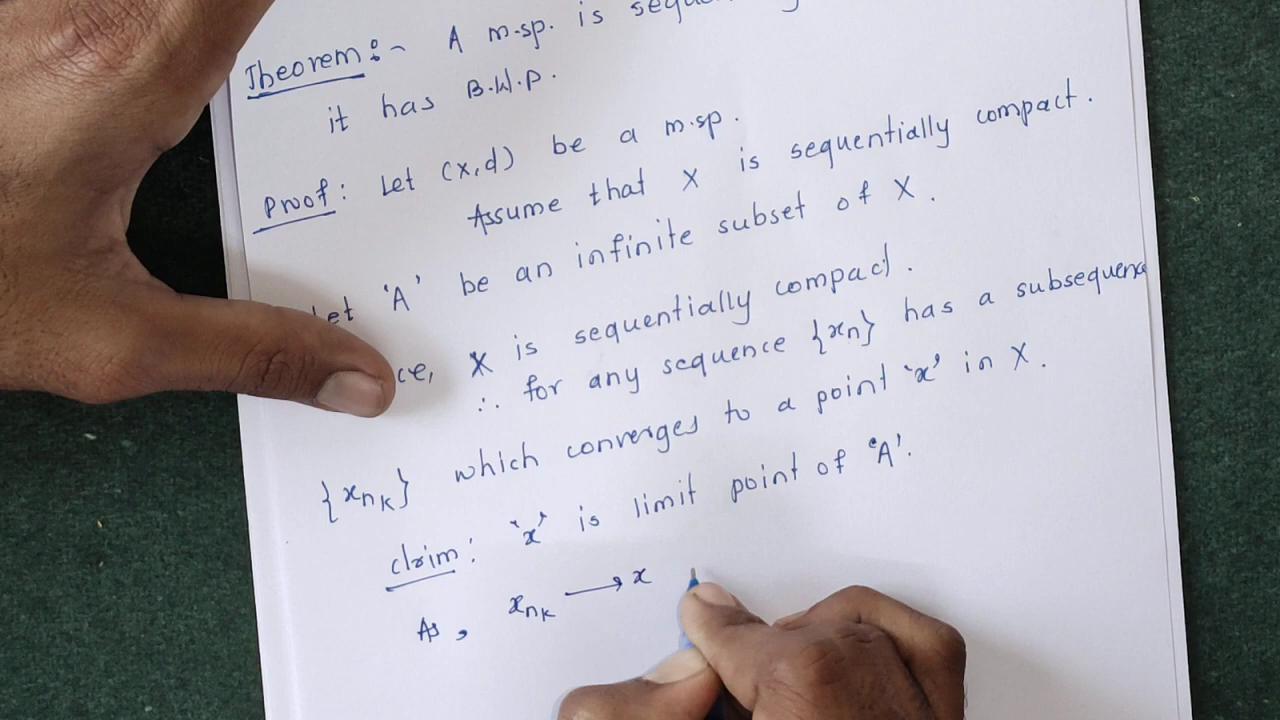 Theorem :- A m.sp. is
it has B.W.P.
Proof : Let (X,d) be a m.sp.
Assume that X is sequentially compact.
Let 'A' be an infinite subset of X.
X is sequentially compact.
∴ for any sequence {xn} has a subsequenc
{xnk} which converges to a point 'x' in X.
claim : 'x' is limit point of 'A'.
As, xnk → x